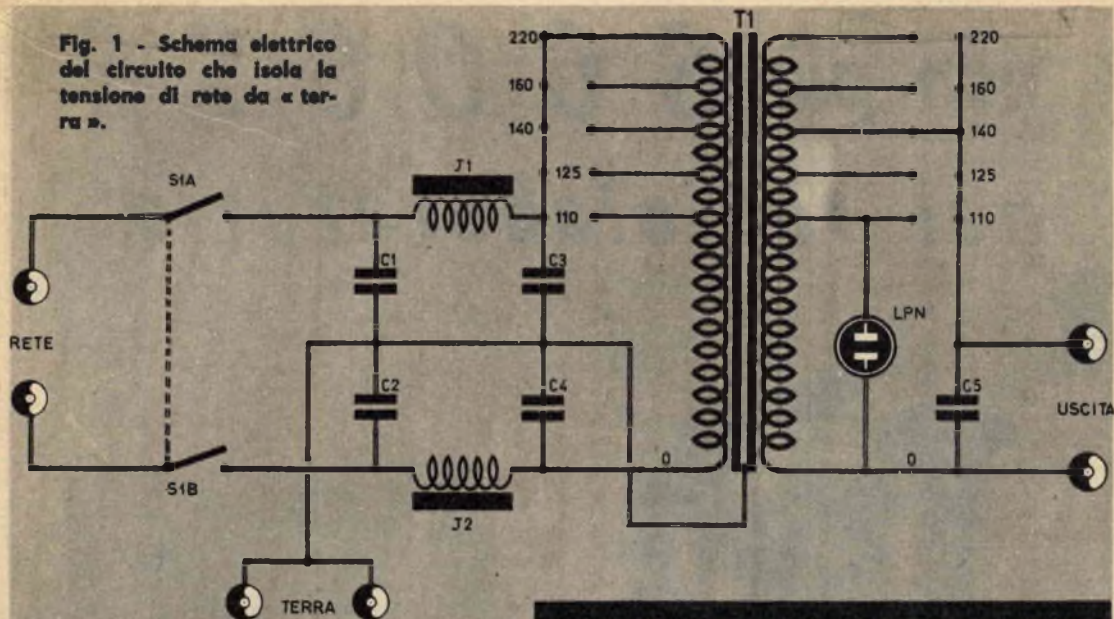 Fig. 1 - Schema elettrico
del circuito che isola la
tensione di rete da « ter-
ra ».
T1
220
160
140
125
110
0
220
160
140
125
110
0
S1A
S1B
J1
J2
C1
C2
C3
C4
C5
LPN
RETE
TERRA
USCITA